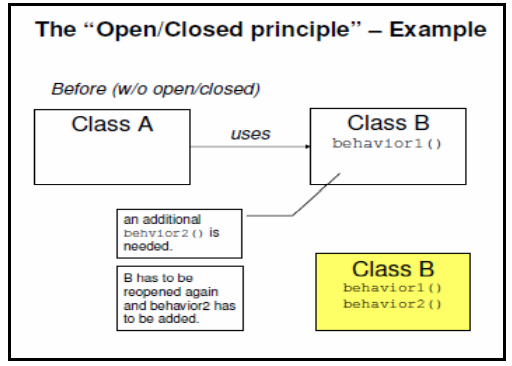 The “Open/Closed principle” – Example
Before (w/o open/closed)
Class A
uses
Class B
behavior1()
an additional
behvior2() is
needed.
B has to be
reopened again
and behavior2 has
to be added.
Class B
behavior1()
behavior2()